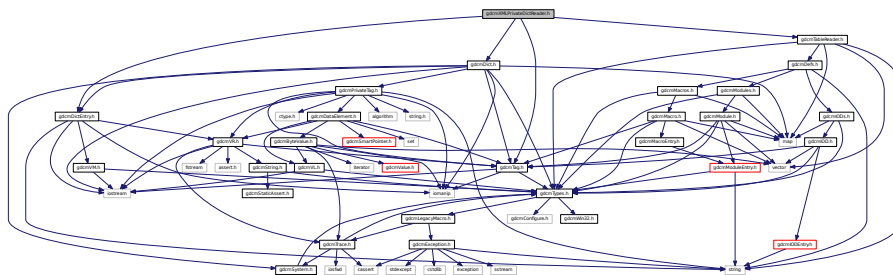 gdcmXMLPrivateDictReader.h
gdcmTableReader.h
gdcmDict.h
gdcmDefs.h
gdcmPrivateTag.h
gdcmMacros.h
gdcmModules.h
gdcmDictEntry.h
ctype.h
gdcmDataElement.h
algorithm
string.h
gdcmMacro.h
gdcmModule.h
gdcmIODs.h
gdcmVR.h
gdcmByteValue.h
gdcmSmartPointer.h
set
gdcmMacroEntry.h
map
gdcmIOD.h
gdcmVM.h
fstream
assert.h
gdcmString.h
gdcmVL.h
iterator
gdcmValue.h
gdcmTag.h
gdcmModuleEntry.h
vector
iostream
gdcmStaticAssert.h
iomanip
gdcmTypes.h
gdcmLegacyMacro.h
gdcmConfigure.h
gdcmWin32.h
gdcmTrace.h
gdcmException.h
gdcmIODEntry.h
gdcmSystem.h
iosfwd
cassert
stdexcept
cstdlib
exception
sstream
string